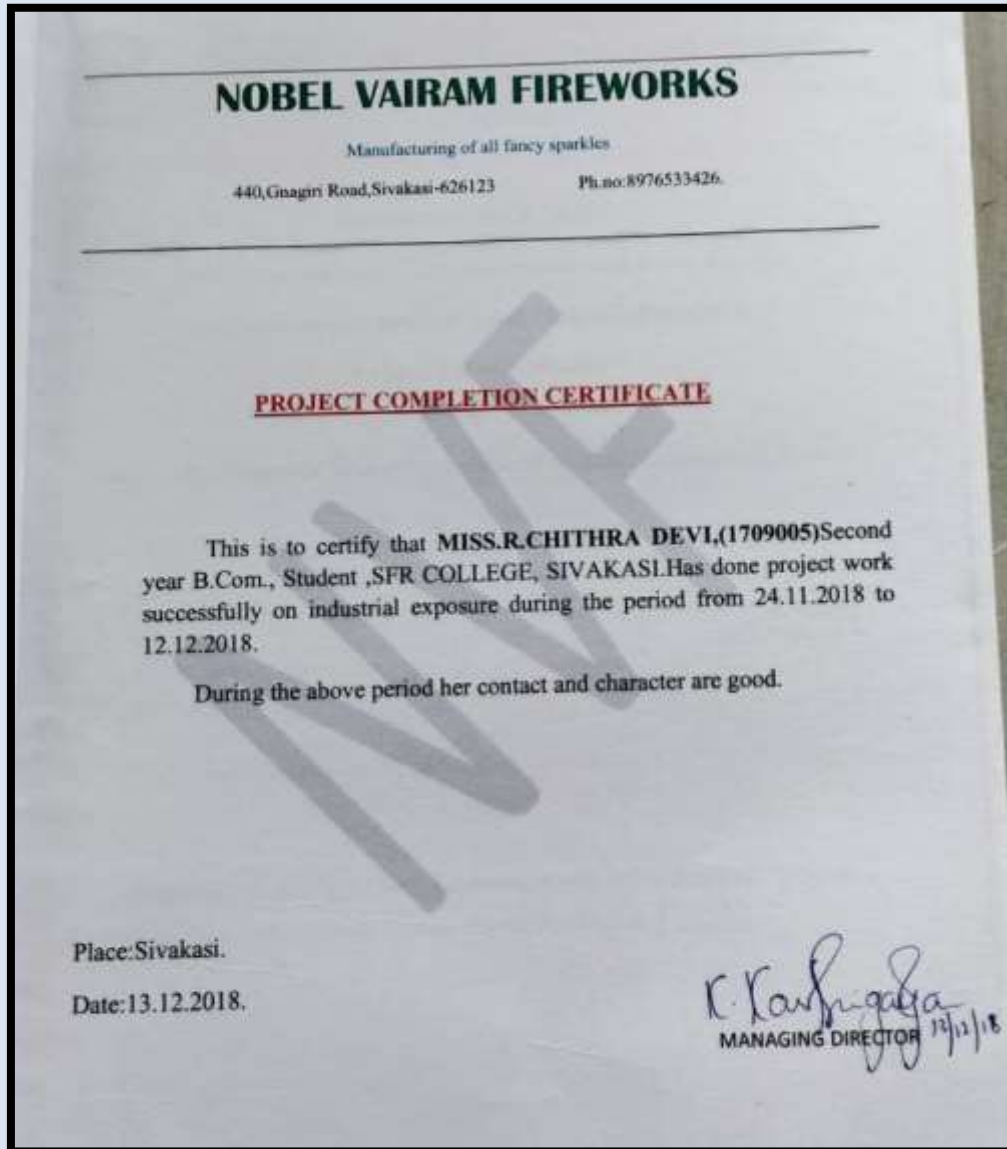 NOBEL VAIRAM FIREWORKS
Manufacturing of all fancy sparkles
440,Gnagiri Road,Sivakasi-626123 Ph.no:8976533426.
NVF
PROJECT COMPLETION CERTIFICATE
This is to certify that MISS.R.CHITHRA DEVI,(1709005)Second
year B.Com., Student ,SFR COLLEGE, SIVAKASI.Has done project work
successfully on industrial exposure during the period from 24.11.2018 to
12.12.2018.
During the above period her contact and character are good.
Place:Sivakasi.
Date:13.12.2018.
K.
MANAGING DIRECTOR